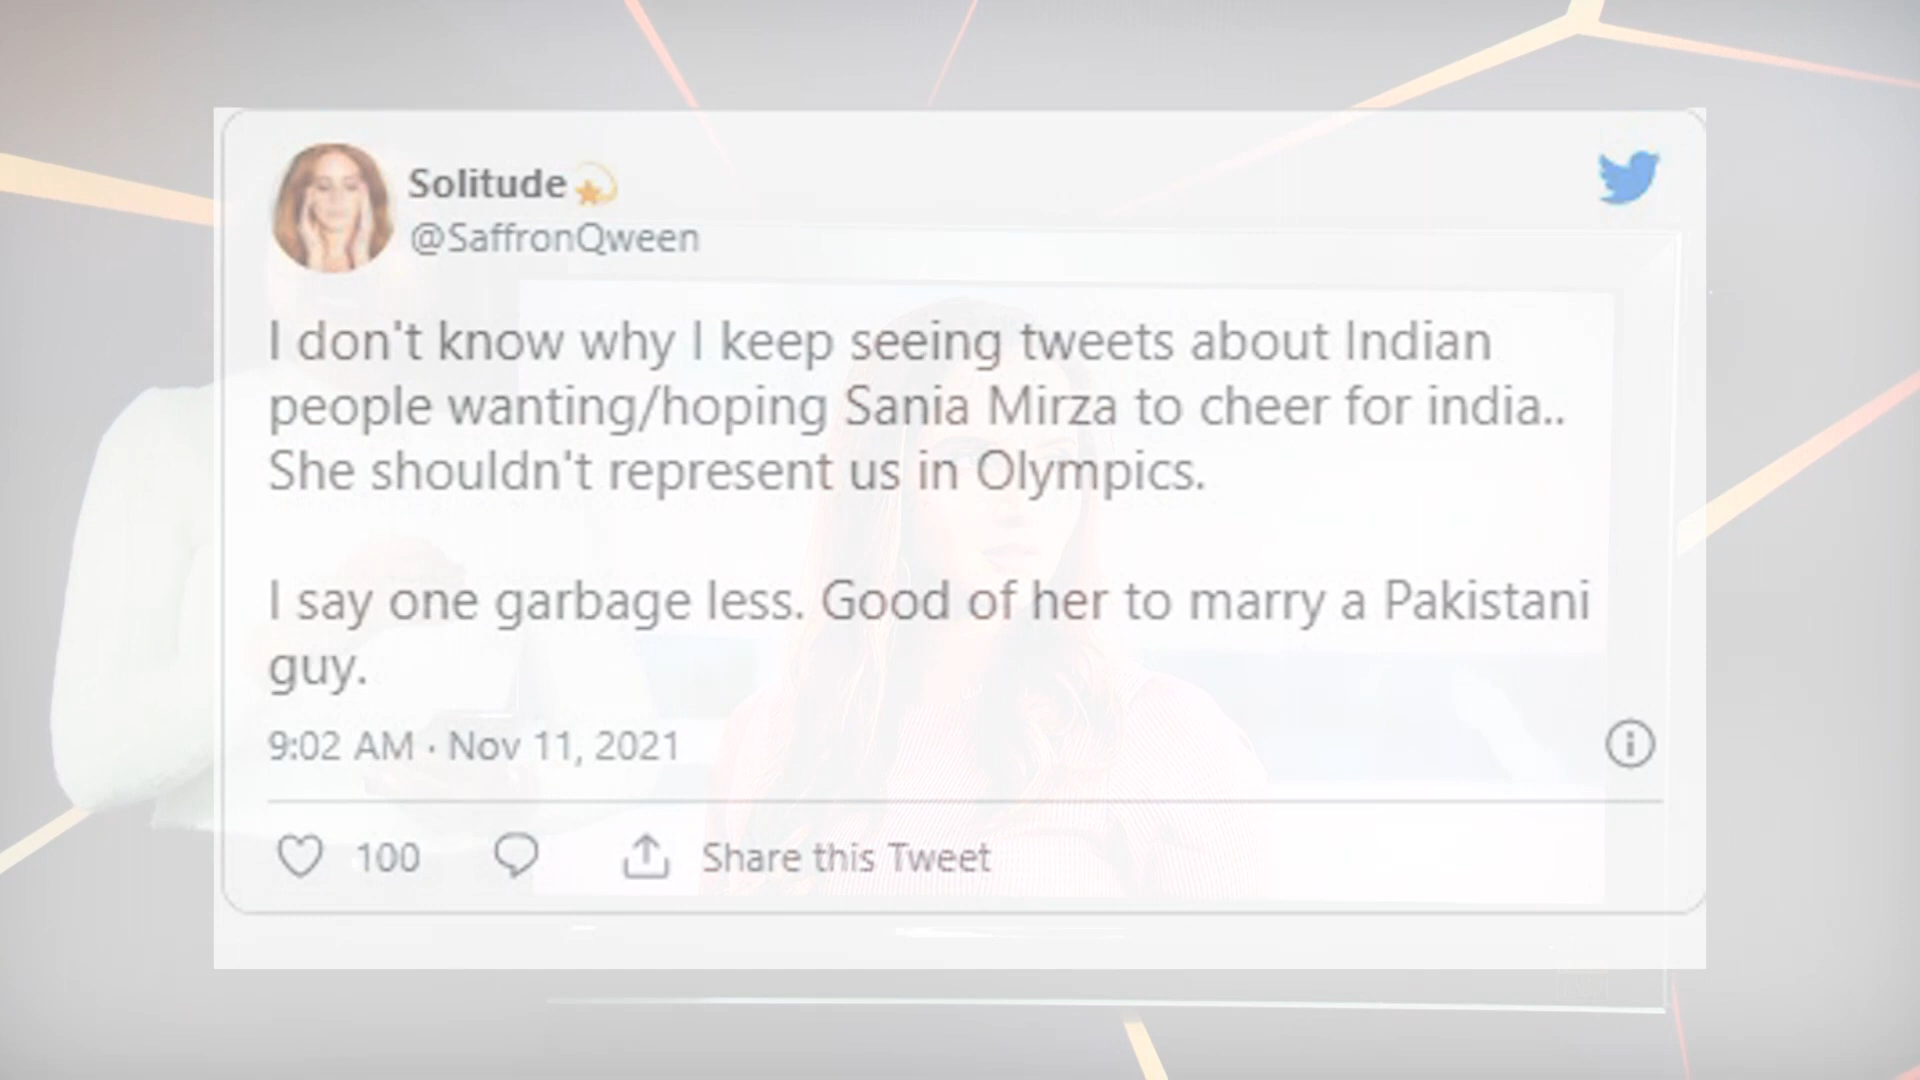 Solitude
@SaffronQween
I don't know why I keep seeing tweets about Indian
people wanting/hoping Sania Mirza to cheer for india..
She shouldn't represent us in Olympics.
I say one garbage less. Good of her to marry a Pakistani
guy.
9:02 AM · Nov 11, 2021
100 Share this Tweet